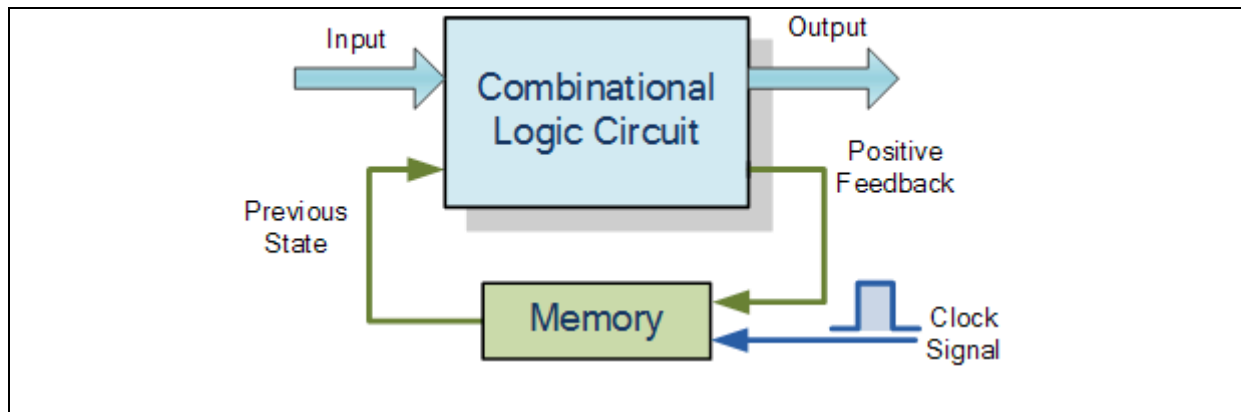 Input
Output
Combinational
Logic Circuit
Positive
Feedback
Previous
State
Memory
Clock
Signal